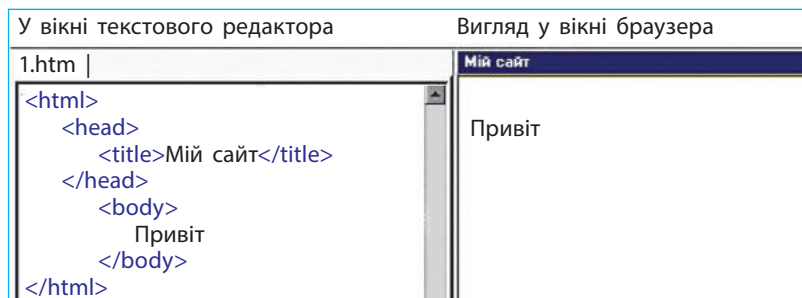 У вікні текстового редактора
Вигляд у вікні браузера
1.htm |
Мій сайт
<html>
<head>
<title>Мій сайт</title>
</head>
<body>
Привіт
</body>
</html>
Привіт